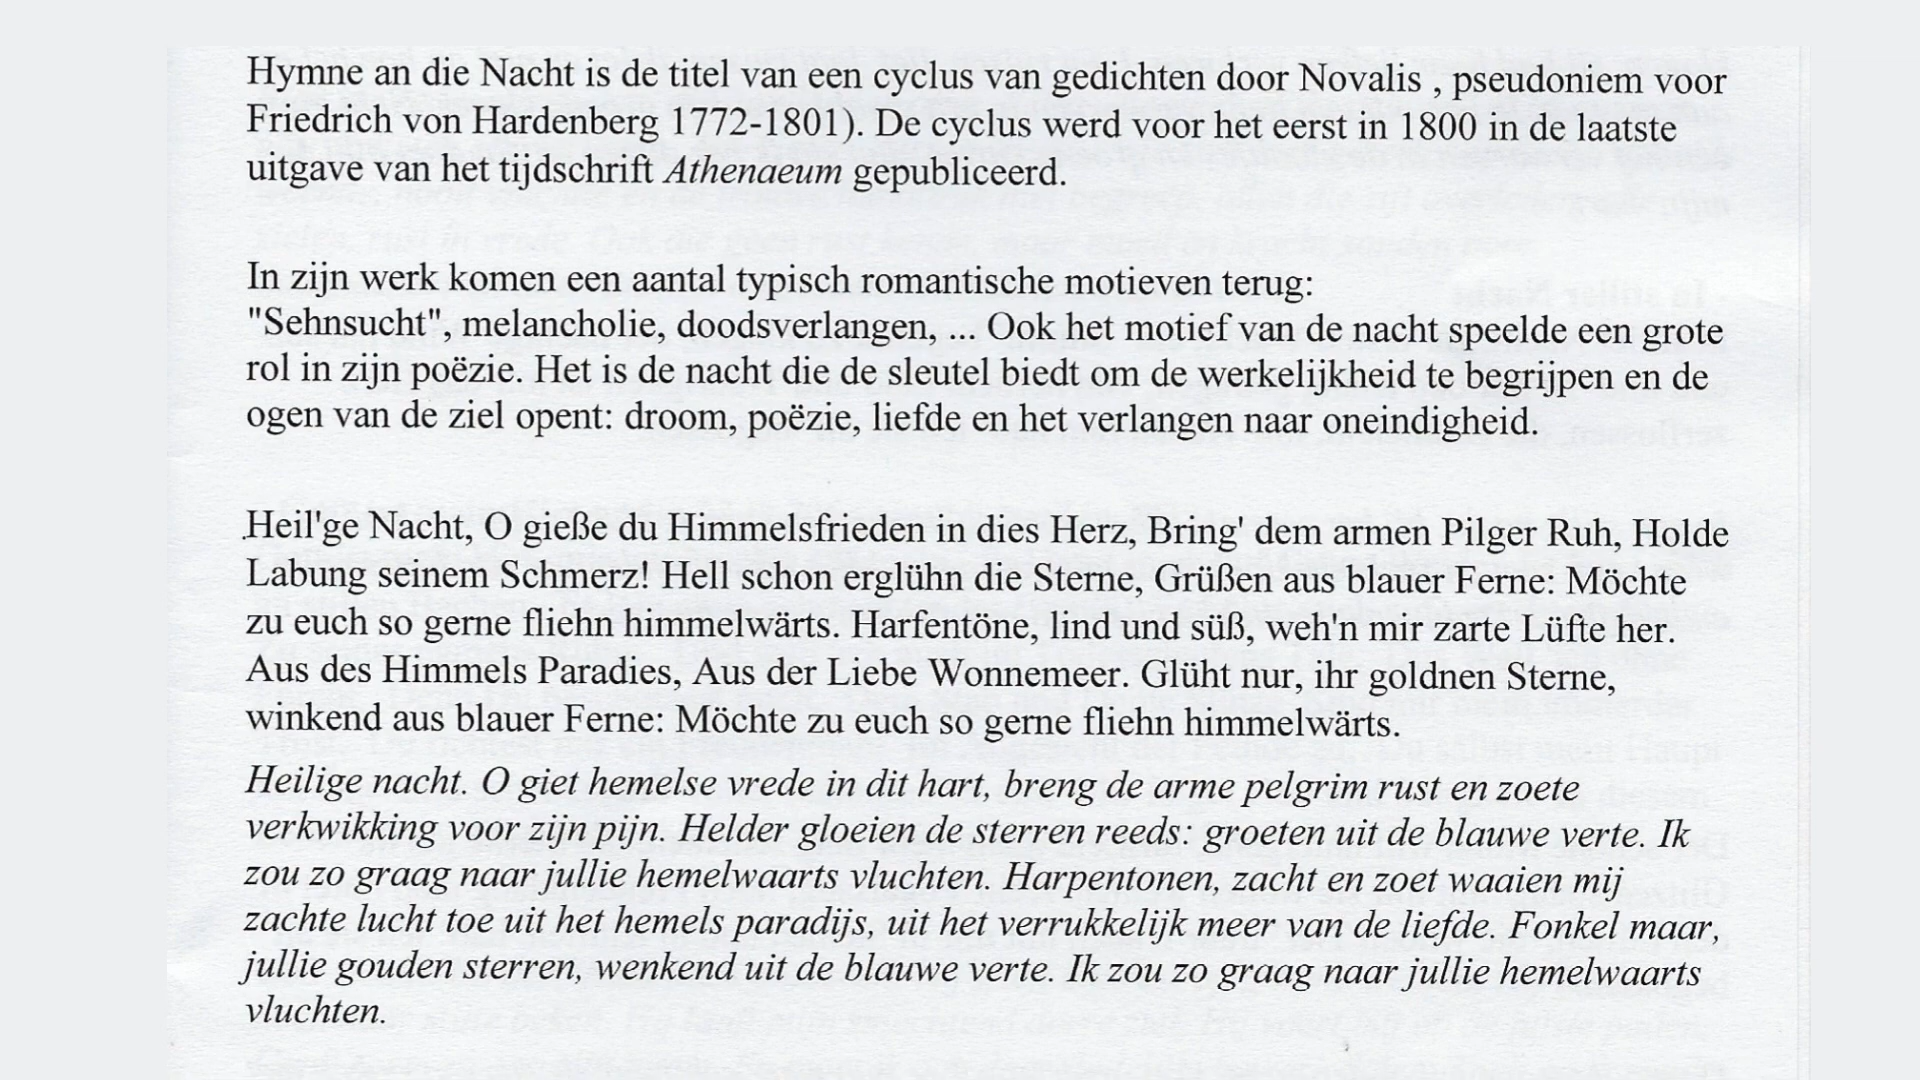 Hymne an die Nacht is de titel van een cyclus van gedichten door Novalis , pseudoniem voor
Friedrich von Hardenberg 1772-1801). De cyclus werd voor het eerst in 1800 in de laatste
uitgave van het tijdschrift Athenaeum gepubliceerd.
In zijn werk komen een aantal typisch romantische motieven terug:
"Sehnsucht", melancholie, doodsverlangen, ... Ook het motief van de nacht speelde een grote
rol in zijn poëzie. Het is de nacht die de sleutel biedt om de werkelijkheid te begrijpen en de
ogen van de ziel opent: droom, poëzie, liefde en het verlangen naar oneindigheid.
Heil'ge Nacht, O gieße du Himmelsfrieden in dies Herz, Bring' dem armen Pilger Ruh, Holde
Labung seinem Schmerz! Hell schon erglühn die Sterne, Grüßen aus blauer Ferne: Möchte
zu euch so gerne fliehn himmelwärts. Harfentöne, lind und süß, weh'n mir zarte Lüfte her.
Aus des Himmels Paradies, Aus der Liebe Wonnemeer. Glüht nur, ihr goldnen Sterne,
winkend aus blauer Ferne: Möchte zu euch so gerne fliehn himmelwärts.
Heilige nacht. O giet hemelse vrede in dit hart, breng de arme pelgrim rust en zoete
verkwikking voor zijn pijn. Helder gloeien de sterren reeds: groeten uit de blauwe verte. Ik
zou zo graag naar jullie hemelwaarts vluchten. Harpentonen, zacht en zoet waaien mij
zachte lucht toe uit het hemels paradijs, uit het verrukkelijk meer van de liefde. Fonkel maar,
jullie gouden sterren, wenkend uit de blauwe verte. Ik zou zo graag naar jullie hemelwaarts
vluchten.